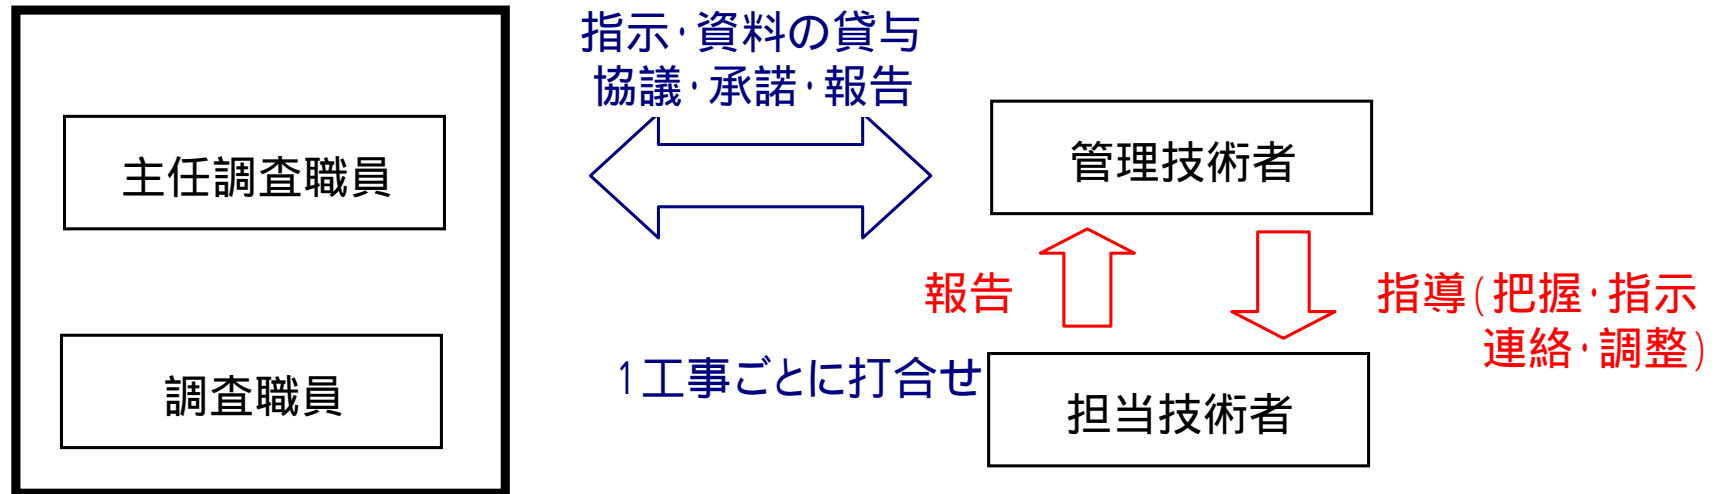 指示・資料の貸与
協議・承諾・報告
主任調査職員
管理技術者
報告
指導(把握・指示
連絡・調整)
1工事ごとに打合せ
調査職員
担当技術者